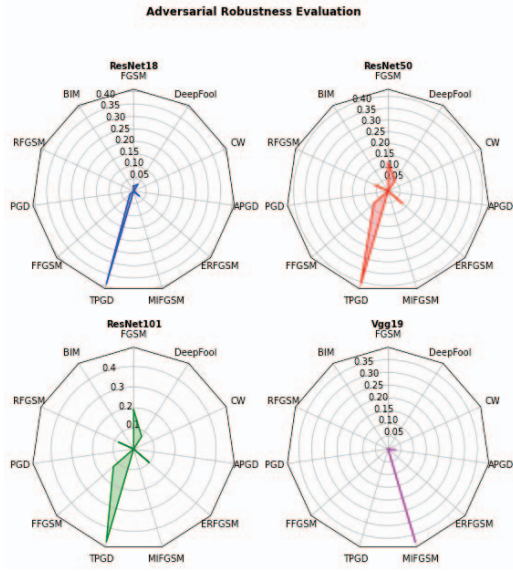 Adversarial Robustness Evaluation
ResNet18
FGSM
DeepFool
CW
APGD
ERFGSM
MIFGSM
TPGD
FFGSM
PGD
RFGSM
BIM
0.40
0.35
0.30
0.25
0.20
0.15
0.10
0.05
ResNet50
FGSM
DeepFool
CW
APGD
ERFGSM
MIFGSM
TPGD
FFGSM
PGD
RFGSM
BIM
0.40
0.35
0.30
0.25
0.20
0.15
0.10
0.05
ResNet101
FGSM
DeepFool
CW
APGD
ERFGSM
MIFGSM
TPGD
FFGSM
PGD
RFGSM
BIM
0.4
0.3
0.2
0.1
Vgg19
FGSM
DeepFool
CW
APGD
ERFGSM
MIFGSM
TPGD
FFGSM
PGD
RFGSM
BIM
0.35
0.30
0.25
0.20
0.15
0.10
0.05